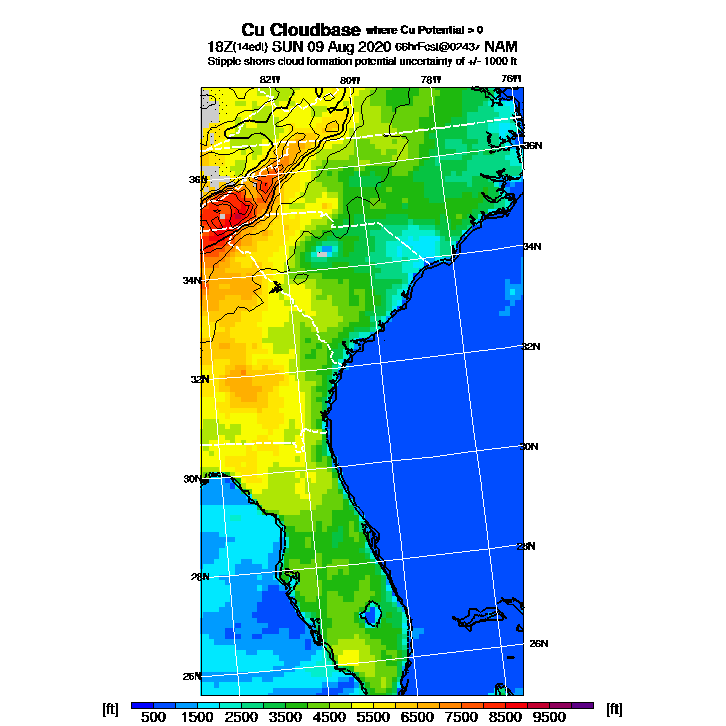 Cu Cloudbase where Cu Potential > 0
18Z(14edt) SUN 09 Aug 2020 66hrFcst@0243z NAM
Stipple shows cloud formation potential uncertainty of +/- 1000 ft
82W 80W 78W 76W
36N
36N
34N
34N
32N
32N
30N
30N
28N
28N
26N
26N
[ft] 500 1500 2500 3500 4500 5500 6500 7500 8500 9500 [ft]